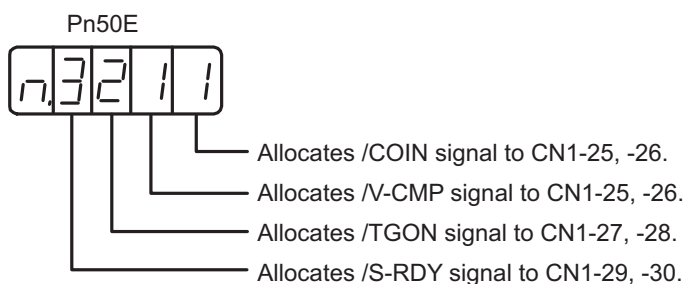 Pn50E
n.3211
Allocates /COIN signal to CN1-25, -26.
Allocates /V-CMP signal to CN1-25, -26.
Allocates /TGON signal to CN1-27, -28.
Allocates /S-RDY signal to CN1-29, -30.